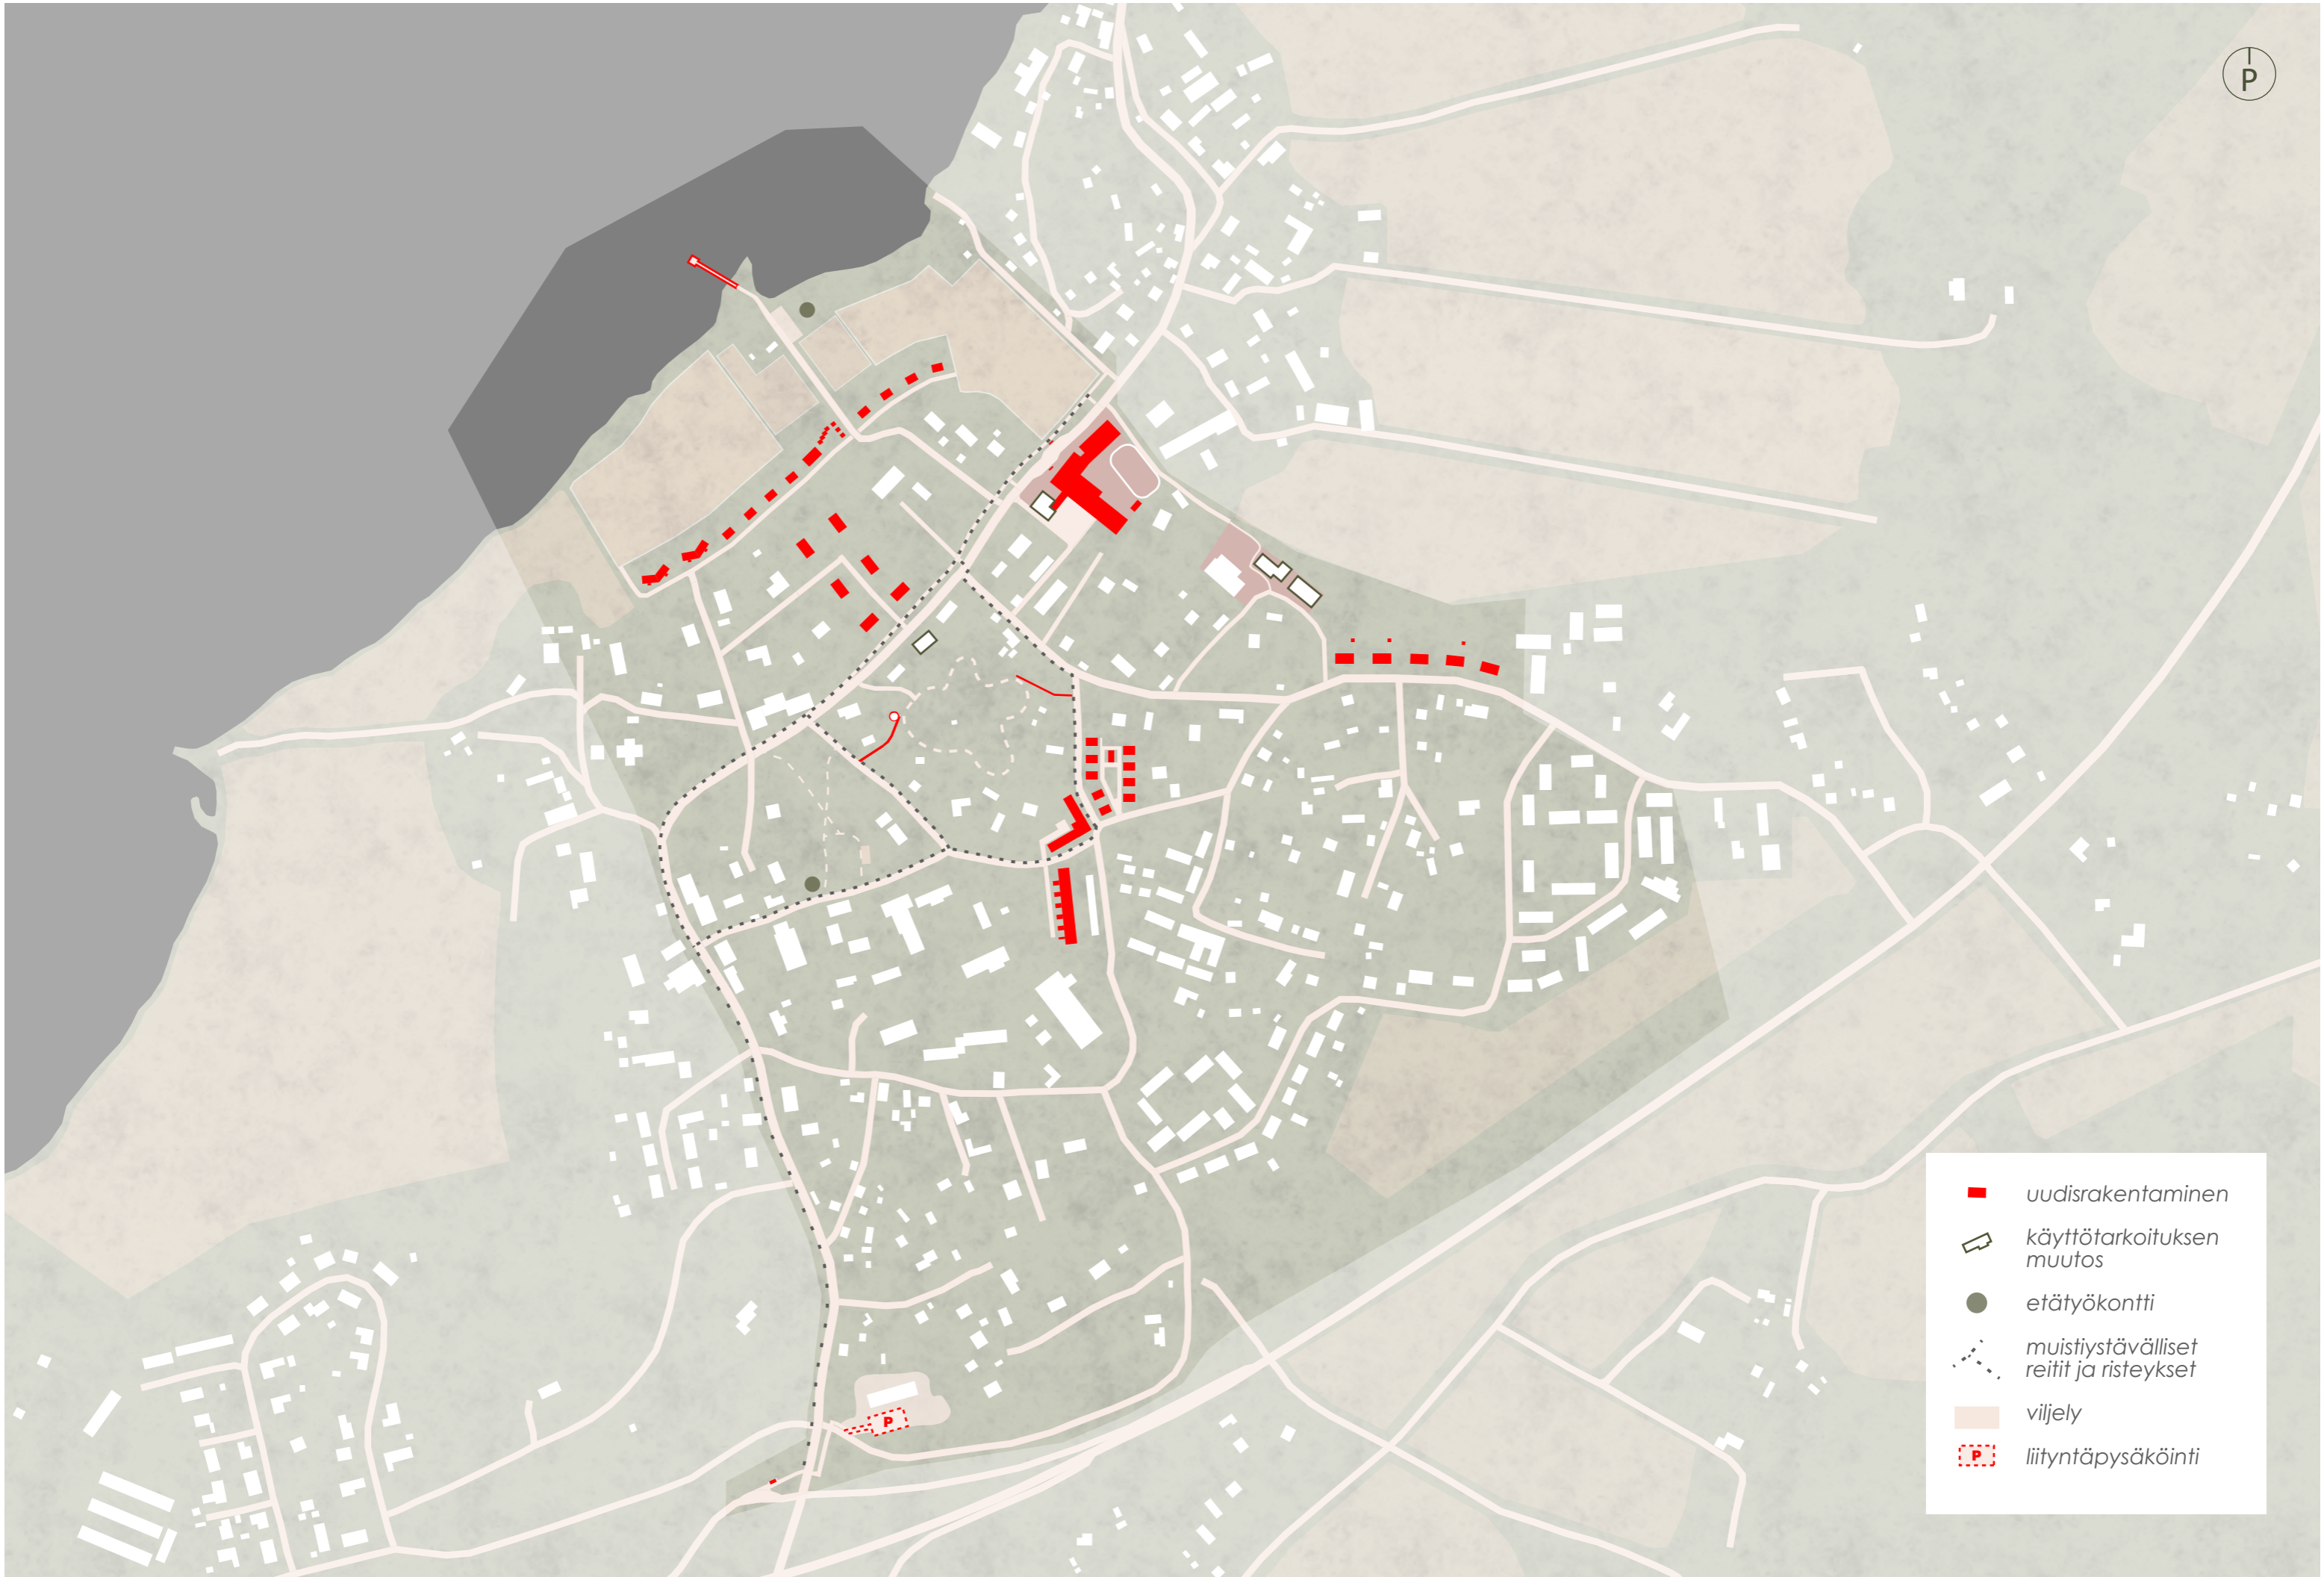 P
uudisrakentaminen
käyttötarkoituksen
muutos
etätyökontti
muistiystävälliset
reitit ja risteykset
viljely
P
liityntäpysäköinti
P